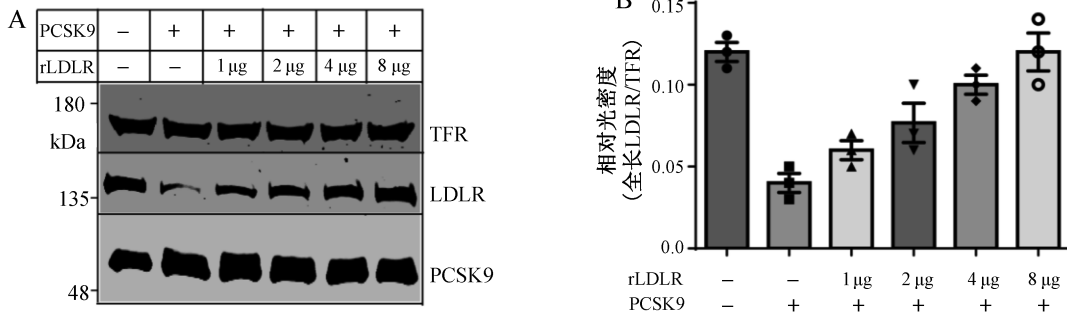 A
PCSK9 − + + + + +
rLDLR − − 1 μg 2 μg 4 μg 8 μg
180
kDa
TFR
135
LDLR
PCSK9
48
B
相对光密度
(全长LDLR/TFR)
0.15
0.10
0.05
0.0
rLDLR − − 1 μg 2 μg 4 μg 8 μg
PCSK9 − + + + + +